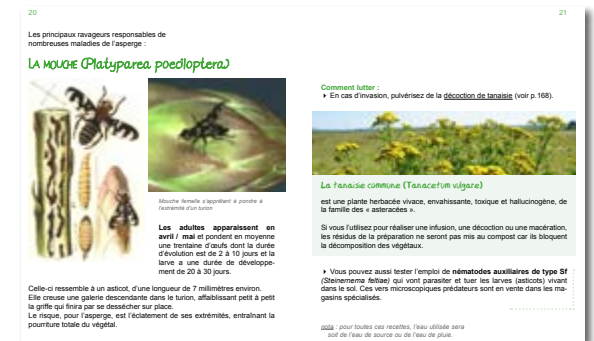 20
Les principaux ravageurs responsables de
nombreuses maladies de l'asperge :
LA MOUCHE (Platyparea poeciloptera)
Mouche femelle s'apprêtant à pondre à
l'extrémité d'un turion
Les adultes apparaissent en
avril / mai et pondent en moyenne
une trentaine d'œufs dont la durée
d'évolution est de 2 à 10 jours et la
larve a une durée de développe-
ment de 20 à 30 jours.
Celle-ci ressemble à un asticot, d'une longueur de 7 millimètres environ.
Elle creuse une galerie descendante dans le turion, affaiblissant petit à petit
la griffe qui finira par se dessécher sur place.
Le risque, pour l'asperge, est l'éclatement de ses extrémités, entraînant la
pourriture totale du végétal.
21
Comment lutter :
En cas d'invasion, pulvérisez de la décoction de tanaisie (voir p.168).
La tanaisie commune (Tanacetum vulgare)
est une plante herbacée vivace, envahissante, toxique et hallucinogène, de
la famille des « asteracées ».
Si vous l'utilisez pour réaliser une infusion, une décoction ou une macération,
les résidus de la préparation ne seront pas mis au compost car ils bloquent
la décomposition des végétaux.
Vous pouvez aussi tester l'emploi de nématodes auxiliaires de type Sf
(Steinernema feltiae) qui vont parasiter et tuer les larves (asticots) vivant
dans le sol. Ces vers microscopiques prédateurs sont en vente dans les ma-
gasins spécialisés.
nota : pour toutes ces recettes, l'eau utilisée sera
soit de l'eau de source ou de l'eau de pluie.